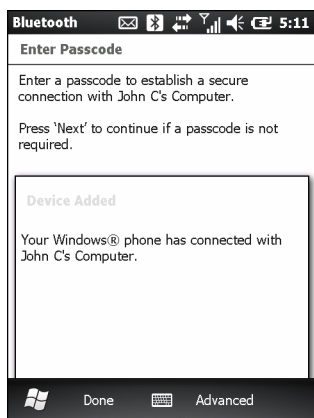 Bluetooth 5:11
Enter Passcode
Enter a passcode to establish a secure
connection with John C's Computer.
Press 'Next' to continue if a passcode is not
required.
Device Added
Your Windows® phone has connected with
John C's Computer.
Done Advanced